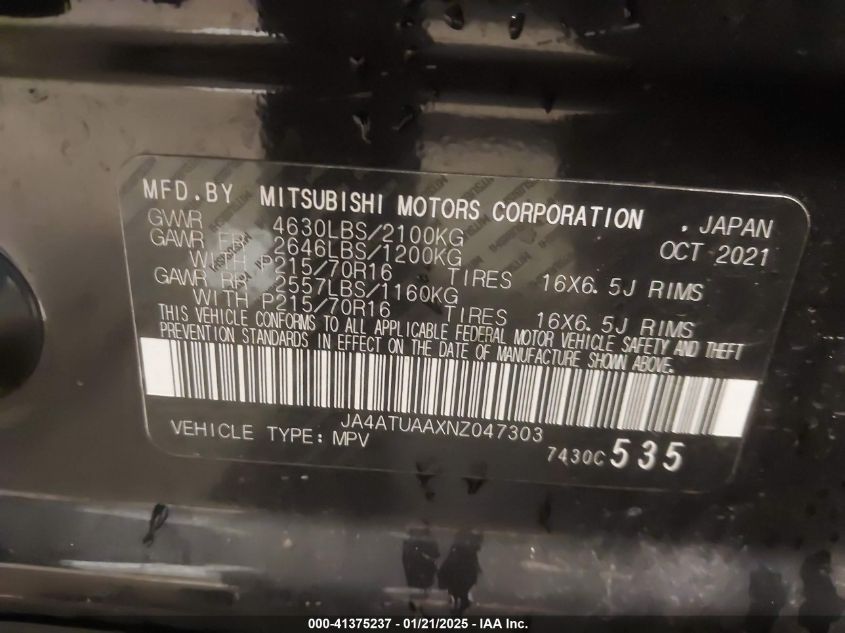 MFD.BY MITSUBISHI MOTORS CORPORATION , JAPAN
GVWR 4630LBS/2100KG OCT 2021
GAWR FR 2646LBS/1200KG
WITH P215/70R16 TIRES 16X6.5J RIMS
GAWR RR 2557LBS/1160KG
WITH P215/70R16 TIRES 16X6.5J RIMS
THIS VEHICLE CONFORMS TO ALL APPLICABLE FEDERAL MOTOR VEHICLE SAFETY AND THEFT
PREVENTION STANDARDS IN EFFECT ON THE DATE OF MANUFACTURE SHOWN ABOVE.
JA4ATUAAXNZ047303
VEHICLE TYPE: MPV
7430C535
000-41375237 - 01/21/2025 - IAA Inc.